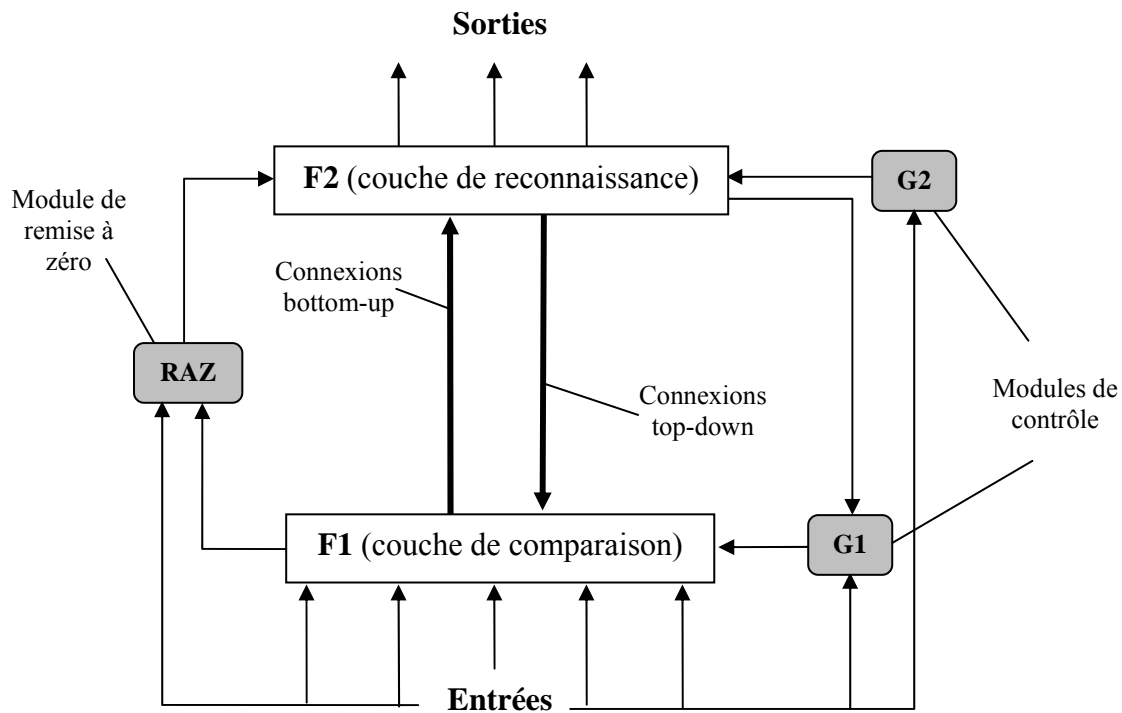 Sorties
F2 (couche de reconnaissance)
G2
Module de
remise à
zéro
Connexions
bottom-up
RAZ
Connexions
top-down
Modules de
contrôle
F1 (couche de comparaison)
G1
Entrées